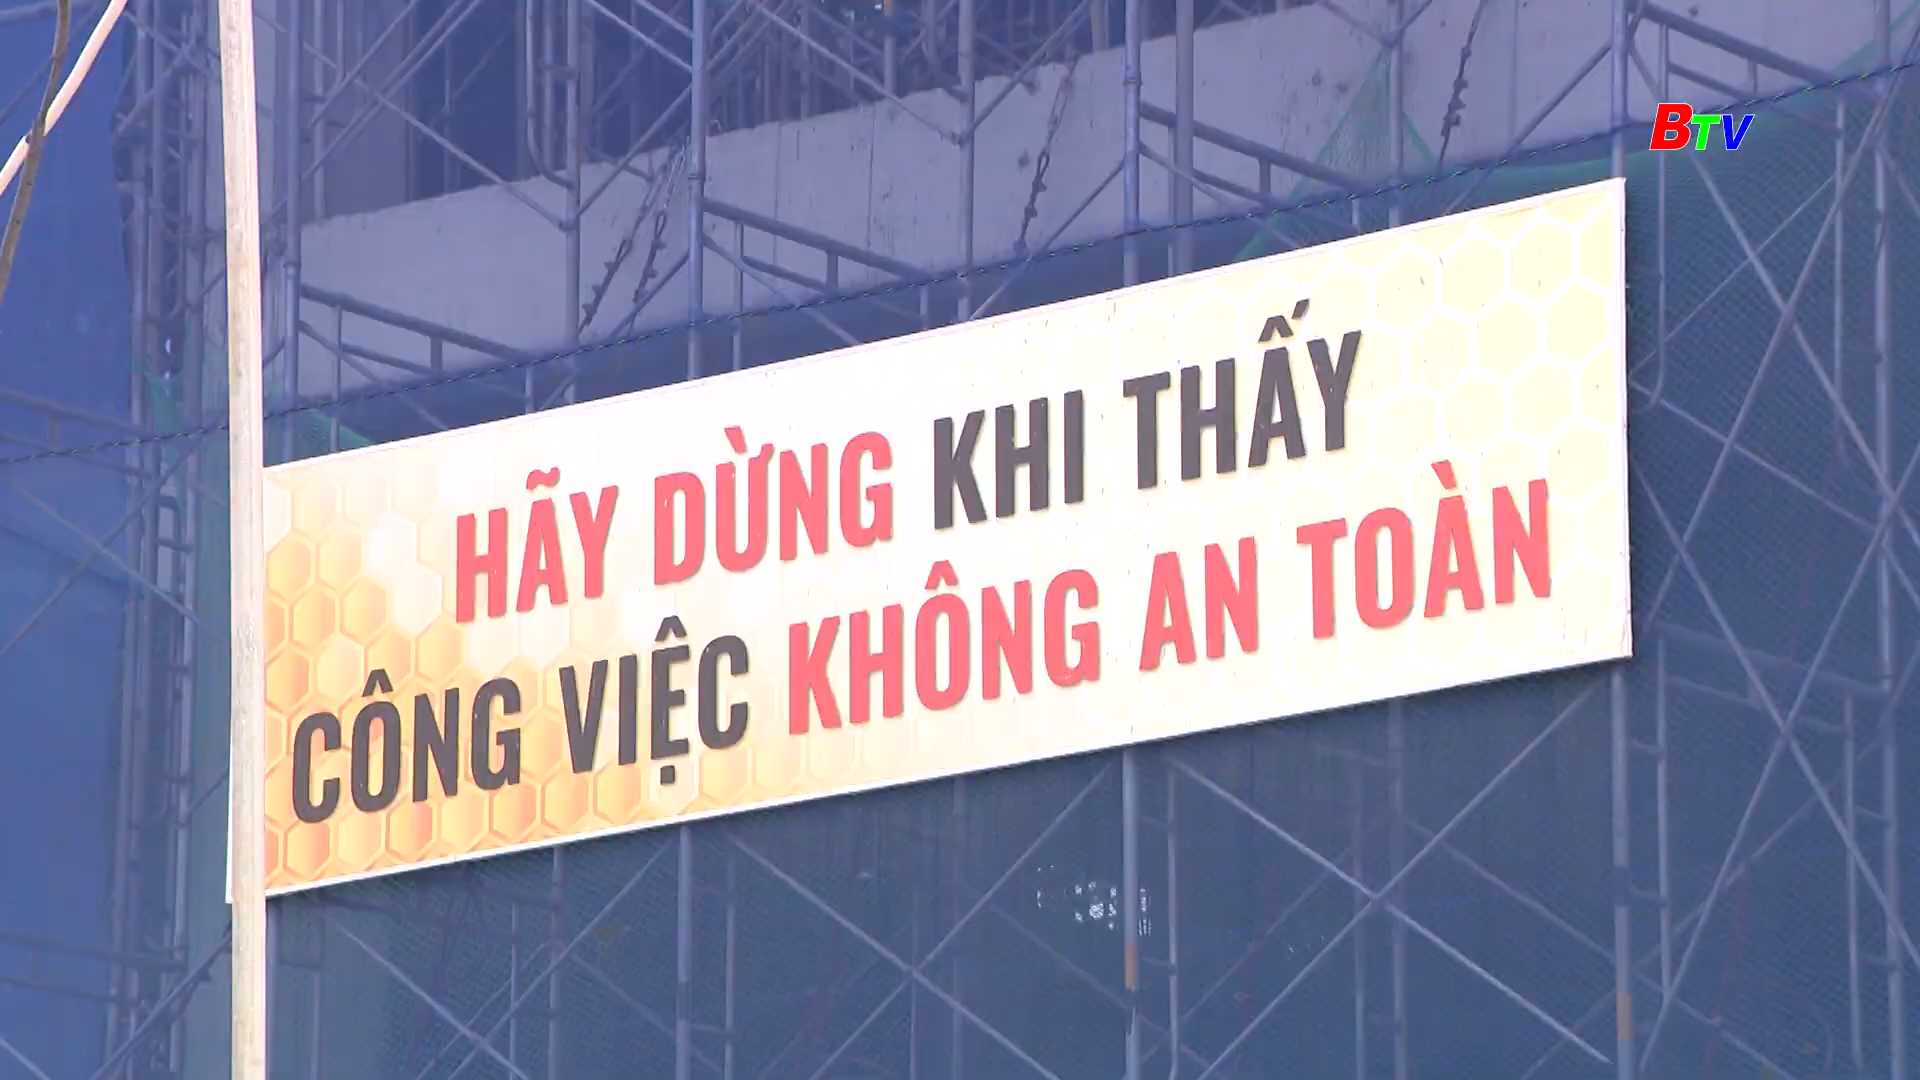 BTV
HÃY DỪNG KHI THẤY
CÔNG VIỆC KHÔNG AN TOÀN